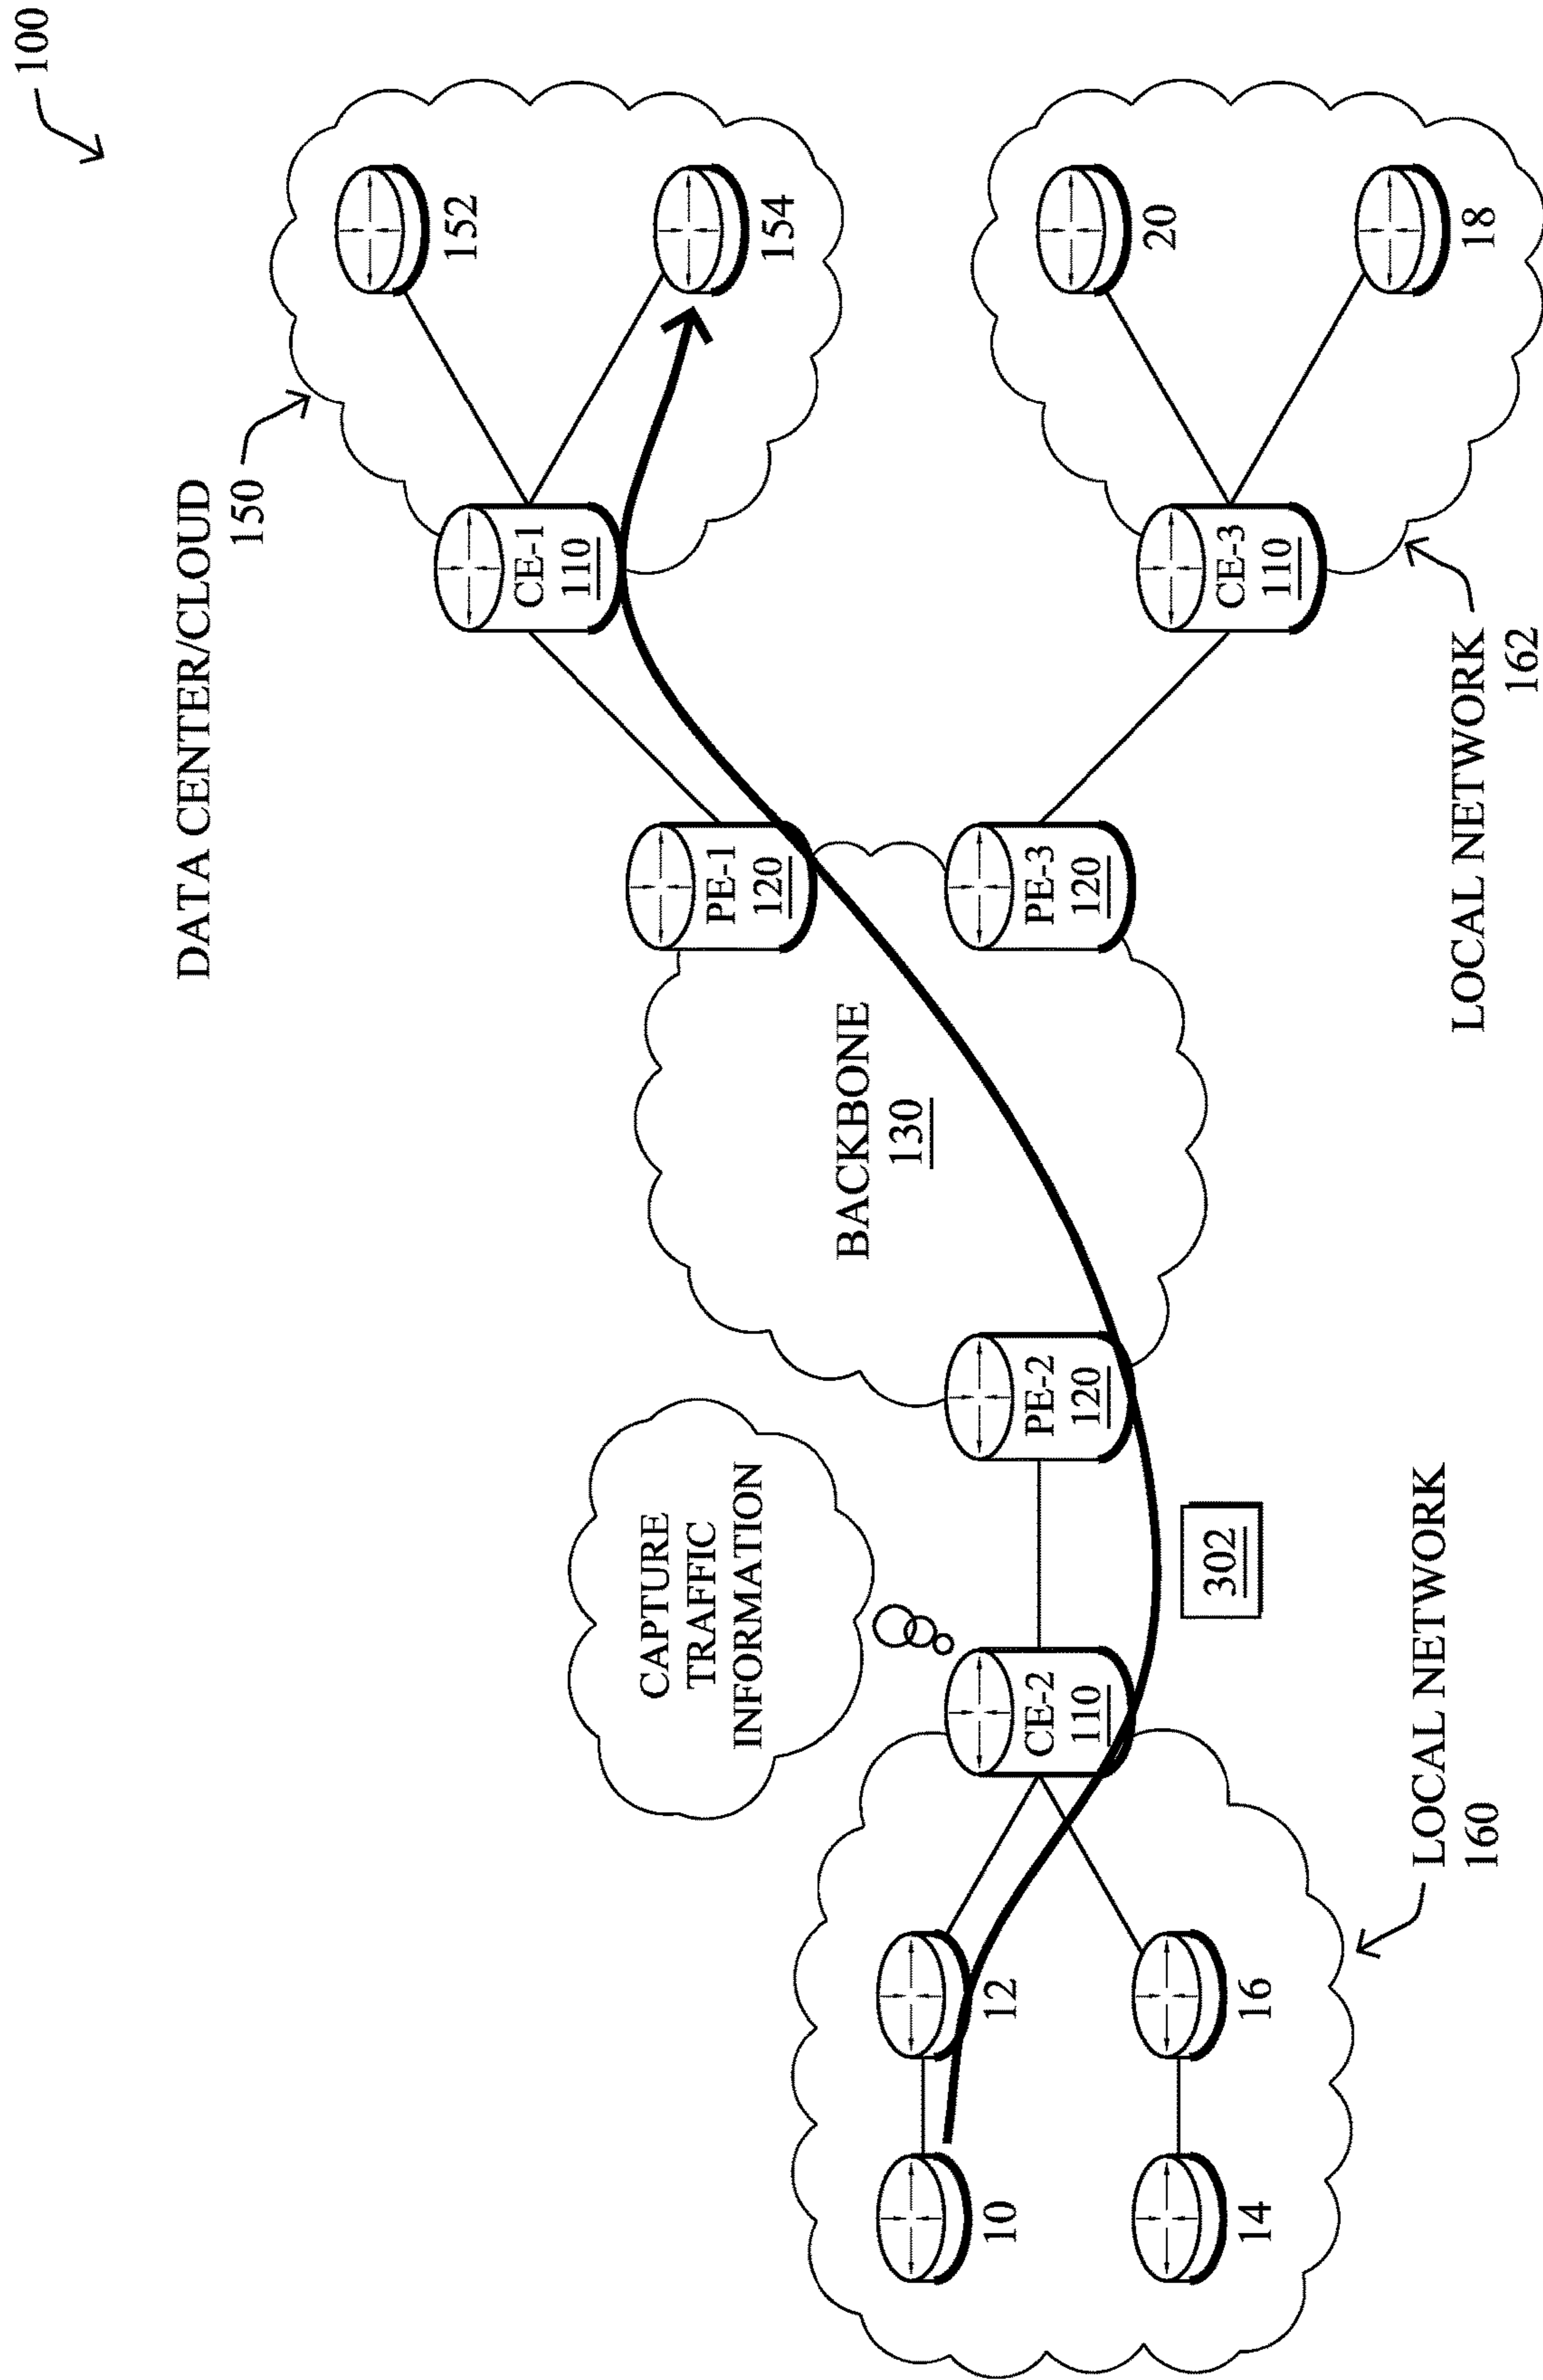 100
DATA CENTER/CLOUD
150
152
154
CE-1
110
PE-1
120
BACKBONE
130
CAPTURE
TRAFFIC
INFORMATION
10
12
CE-2
110
PE-2
120
PE-3
120
CE-3
110
20
18
14
16
302
LOCAL NETWORK
160
LOCAL NETWORK
162